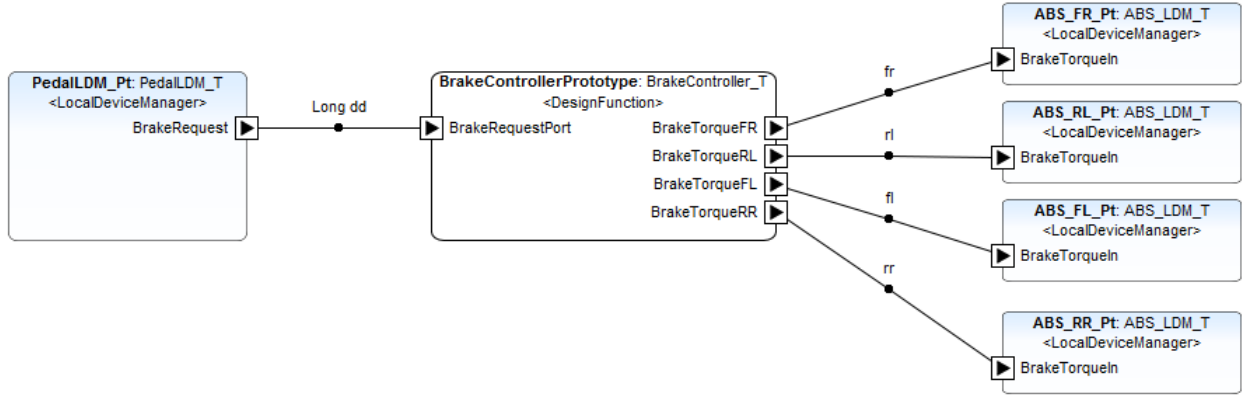 PedalLDM_Pt: PedalLDM_T
<LocalDeviceManager>
BrakeRequest
Long dd
BrakeControllerPrototype: BrakeController_T
<DesignFunction>
BrakeRequestPort
BrakeTorqueFR
BrakeTorqueRL
BrakeTorqueFL
BrakeTorqueRR
fr
rl
fl
rr
ABS_FR_Pt: ABS_LDM_T
<LocalDeviceManager>
BrakeTorqueIn
ABS_RL_Pt: ABS_LDM_T
<LocalDeviceManager>
BrakeTorqueIn
ABS_FL_Pt: ABS_LDM_T
<LocalDeviceManager>
BrakeTorqueIn
ABS_RR_Pt: ABS_LDM_T
<LocalDeviceManager>
BrakeTorqueIn